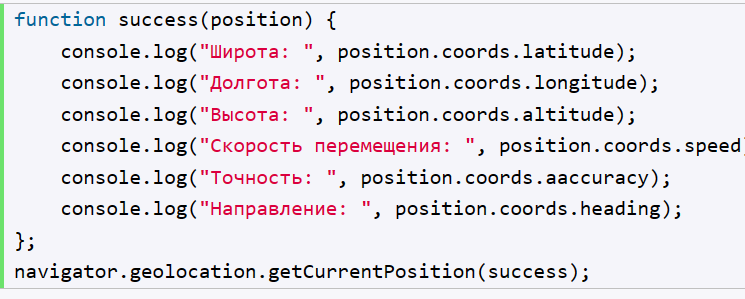 function success(position) {
    console.log("Широта: ", position.coords.latitude);
    console.log("Долгота: ", position.coords.longitude);
    console.log("Высота: ", position.coords.altitude);
    console.log("Скорость перемещения: ", position.coords.speed)
    console.log("Точность: ", position.coords.aaccuracy);
    console.log("Направление: ", position.coords.heading);
};
navigator.geolocation.getCurrentPosition(success);